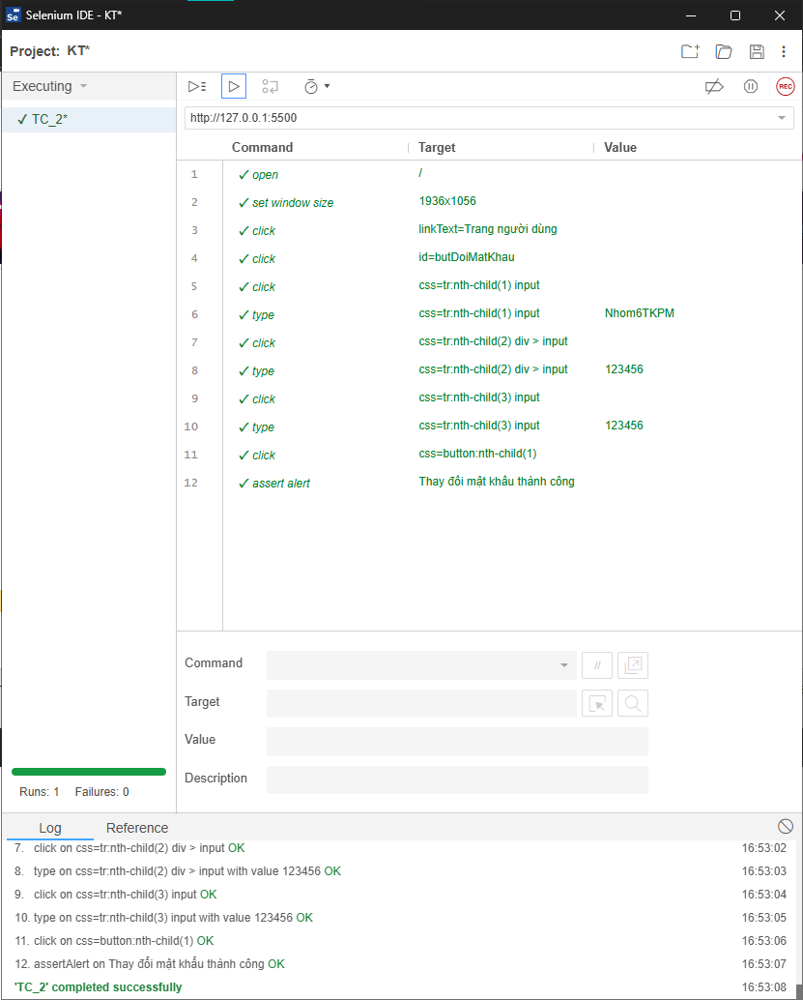 Selenium IDE - KT*
Project: KT*
Executing
✓ TC_2*
REC
http://127.0.0.1:5500
Command Target Value
1 ✓ open /
2 ✓ set window size 1936x1056
3 ✓ click linkText=Trang người dùng
4 ✓ click id=butDoiMatKhau
5 ✓ click css=tr:nth-child(1) input
6 ✓ type css=tr:nth-child(1) input Nhom6TKPM
7 ✓ click css=tr:nth-child(2) div > input
8 ✓ type css=tr:nth-child(2) div > input 123456
9 ✓ click css=tr:nth-child(3) input
10 ✓ type css=tr:nth-child(3) input 123456
11 ✓ click css=button:nth-child(1)
12 ✓ assert alert Thay đổi mật khẩu thành công
Command //
Target
Value
Description
Runs: 1 Failures: 0
Log Reference
7. click on css=tr:nth-child(2) div > input OK 16:53:02
8. type on css=tr:nth-child(2) div > input with value 123456 OK 16:53:03
9. click on css=tr:nth-child(3) input OK 16:53:04
10. type on css=tr:nth-child(3) input with value 123456 OK 16:53:05
11. click on css=button:nth-child(1) OK 16:53:06
12. assertAlert on Thay đổi mật khẩu thành công OK 16:53:07
'TC_2' completed successfully 16:53:08